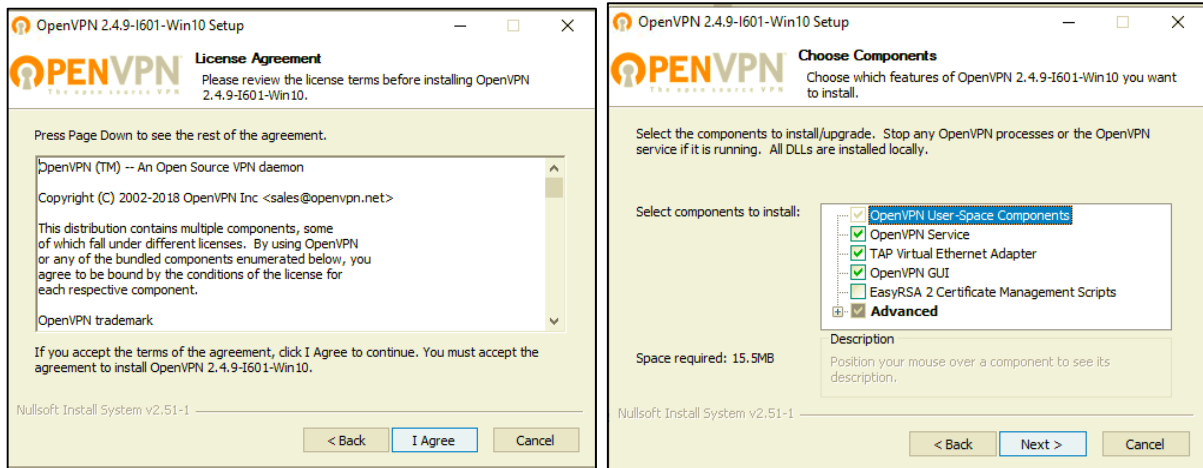 OpenVPN 2.4.9-I601-Win10 Setup
OPENVPN
The open source VPN
License Agreement
Please review the license terms before installing OpenVPN
2.4.9-I601-Win10.
Press Page Down to see the rest of the agreement.
OpenVPN (TM) -- An Open Source VPN daemon
Copyright (C) 2002-2018 OpenVPN Inc <sales@openvpn.net>
This distribution contains multiple components, some
of which fall under different licenses. By using OpenVPN
or any of the bundled components enumerated below, you
agree to be bound by the conditions of the license for
each respective component.
OpenVPN trademark
If you accept the terms of the agreement, click I Agree to continue. You must accept the
agreement to install OpenVPN 2.4.9-I601-Win10.
Nullsoft Install System v2.51-1
< Back I Agree Cancel
OpenVPN 2.4.9-I601-Win10 Setup
OPENVPN
The open source VPN
Choose Components
Choose which features of OpenVPN 2.4.9-I601-Win10 you want
to install.
Select the components to install/upgrade. Stop any OpenVPN processes or the OpenVPN
service if it is running. All DLLs are installed locally.
Select components to install:
OpenVPN User-Space Components
OpenVPN Service
TAP Virtual Ethernet Adapter
OpenVPN GUI
EasyRSA 2 Certificate Management Scripts
Advanced
Space required: 15.5MB
Description
Position your mouse over a component to see its
description.
Nullsoft Install System v2.51-1
< Back Next > Cancel